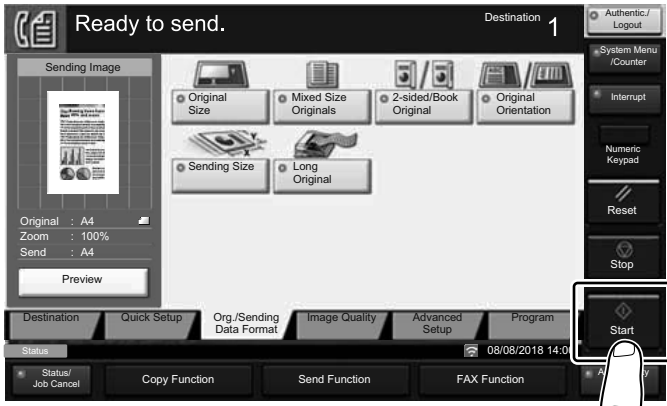 Ready to send.
Destination 1
Authentic./
Logout
System Menu
/Counter
Interrupt
Numeric
Keypad
Reset
Stop
Start
Sending Image
Original : A4
Zoom : 100%
Send : A4
Preview
Original
Size
Mixed Size
Originals
2-sided/Book
Original
Original
Orientation
Sending Size
Long
Original
Destination
Quick Setup
Org./Sending
Data Format
Image Quality
Advanced
Setup
Program
Status
08/08/2018
Status/
Job Cancel
Copy Function
Send Function
FAX Function